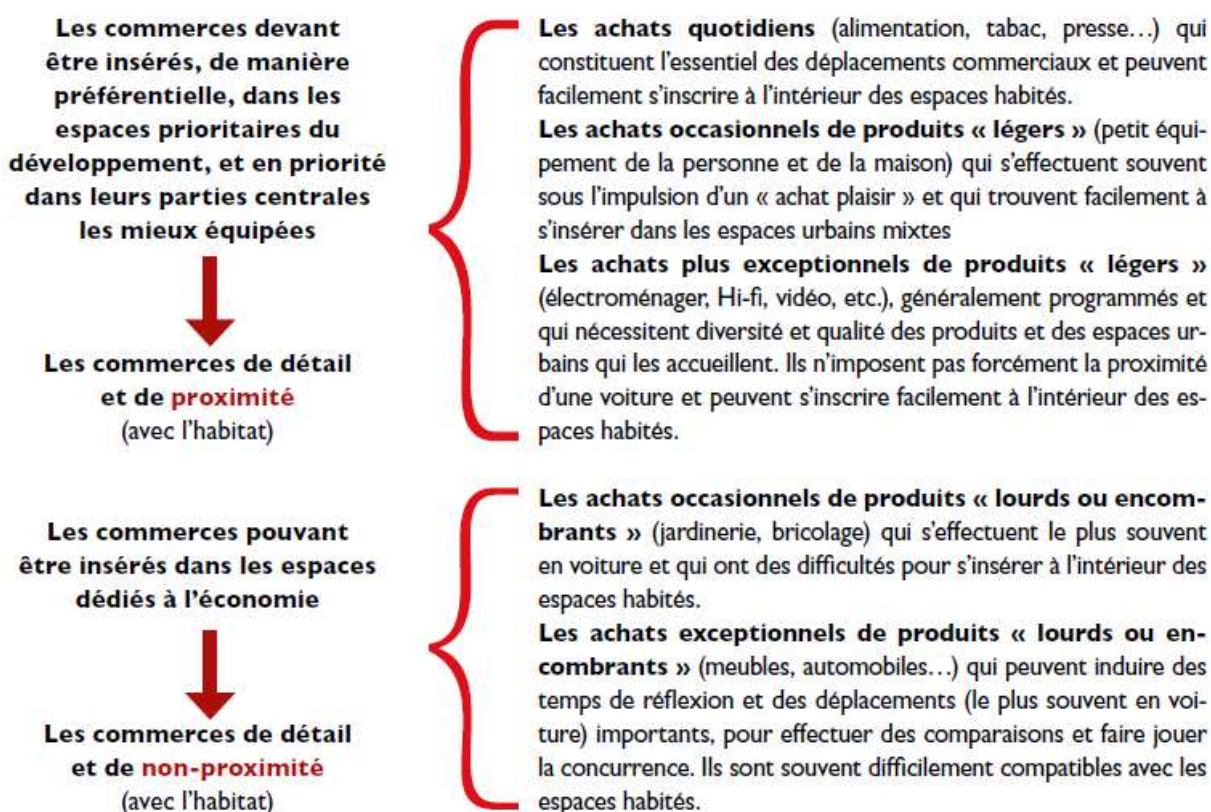 Les commerces devant
être insérés, de manière
préférentielle, dans les
espaces prioritaires du
développement, et en priorité
dans leurs parties centrales
les mieux équipées
Les commerces de détail
et de proximité
(avec l'habitat)
Les achats quotidiens (alimentation, tabac, presse…) qui
constituent l'essentiel des déplacements commerciaux et peuvent
facilement s'inscrire à l'intérieur des espaces habités.
Les achats occasionnels de produits « légers » (petit équi-
pement de la personne et de la maison) qui s'effectuent souvent
sous l'impulsion d'un « achat plaisir » et qui trouvent facilement à
s'insérer dans les espaces urbains mixtes
Les achats plus exceptionnels de produits « légers »
(électroménager, Hi-fi, vidéo, etc.), généralement programmés et
qui nécessitent diversité et qualité des produits et des espaces ur-
bains qui les accueillent. Ils n'imposent pas forcément la proximité
d'une voiture et peuvent s'inscrire facilement à l'intérieur des es-
paces habités.
Les commerces pouvant
être insérés dans les espaces
dédiés à l'économie
Les commerces de détail
et de non-proximité
(avec l'habitat)
Les achats occasionnels de produits « lourds ou encom-
brants » (jardinerie, bricolage) qui s'effectuent le plus souvent
en voiture et qui ont des difficultés pour s'insérer à l'intérieur des
espaces habités.
Les achats exceptionnels de produits « lourds ou en-
combrants » (meubles, automobiles…) qui peuvent induire des
temps de réflexion et des déplacements (le plus souvent en voi-
ture) importants, pour effectuer des comparaisons et faire jouer
la concurrence. Ils sont souvent difficilement compatibles avec les
espaces habités.